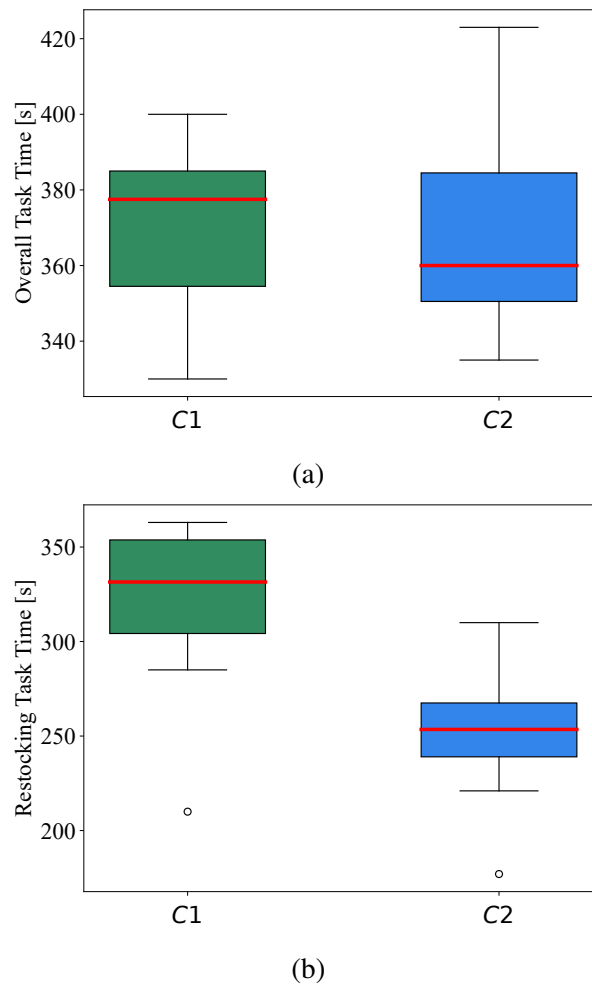 Overall Task Time [s]
420
400
380
360
340
C1
C2
(a)
Restocking Task Time [s]
350
300
250
200
C1
C2
(b)